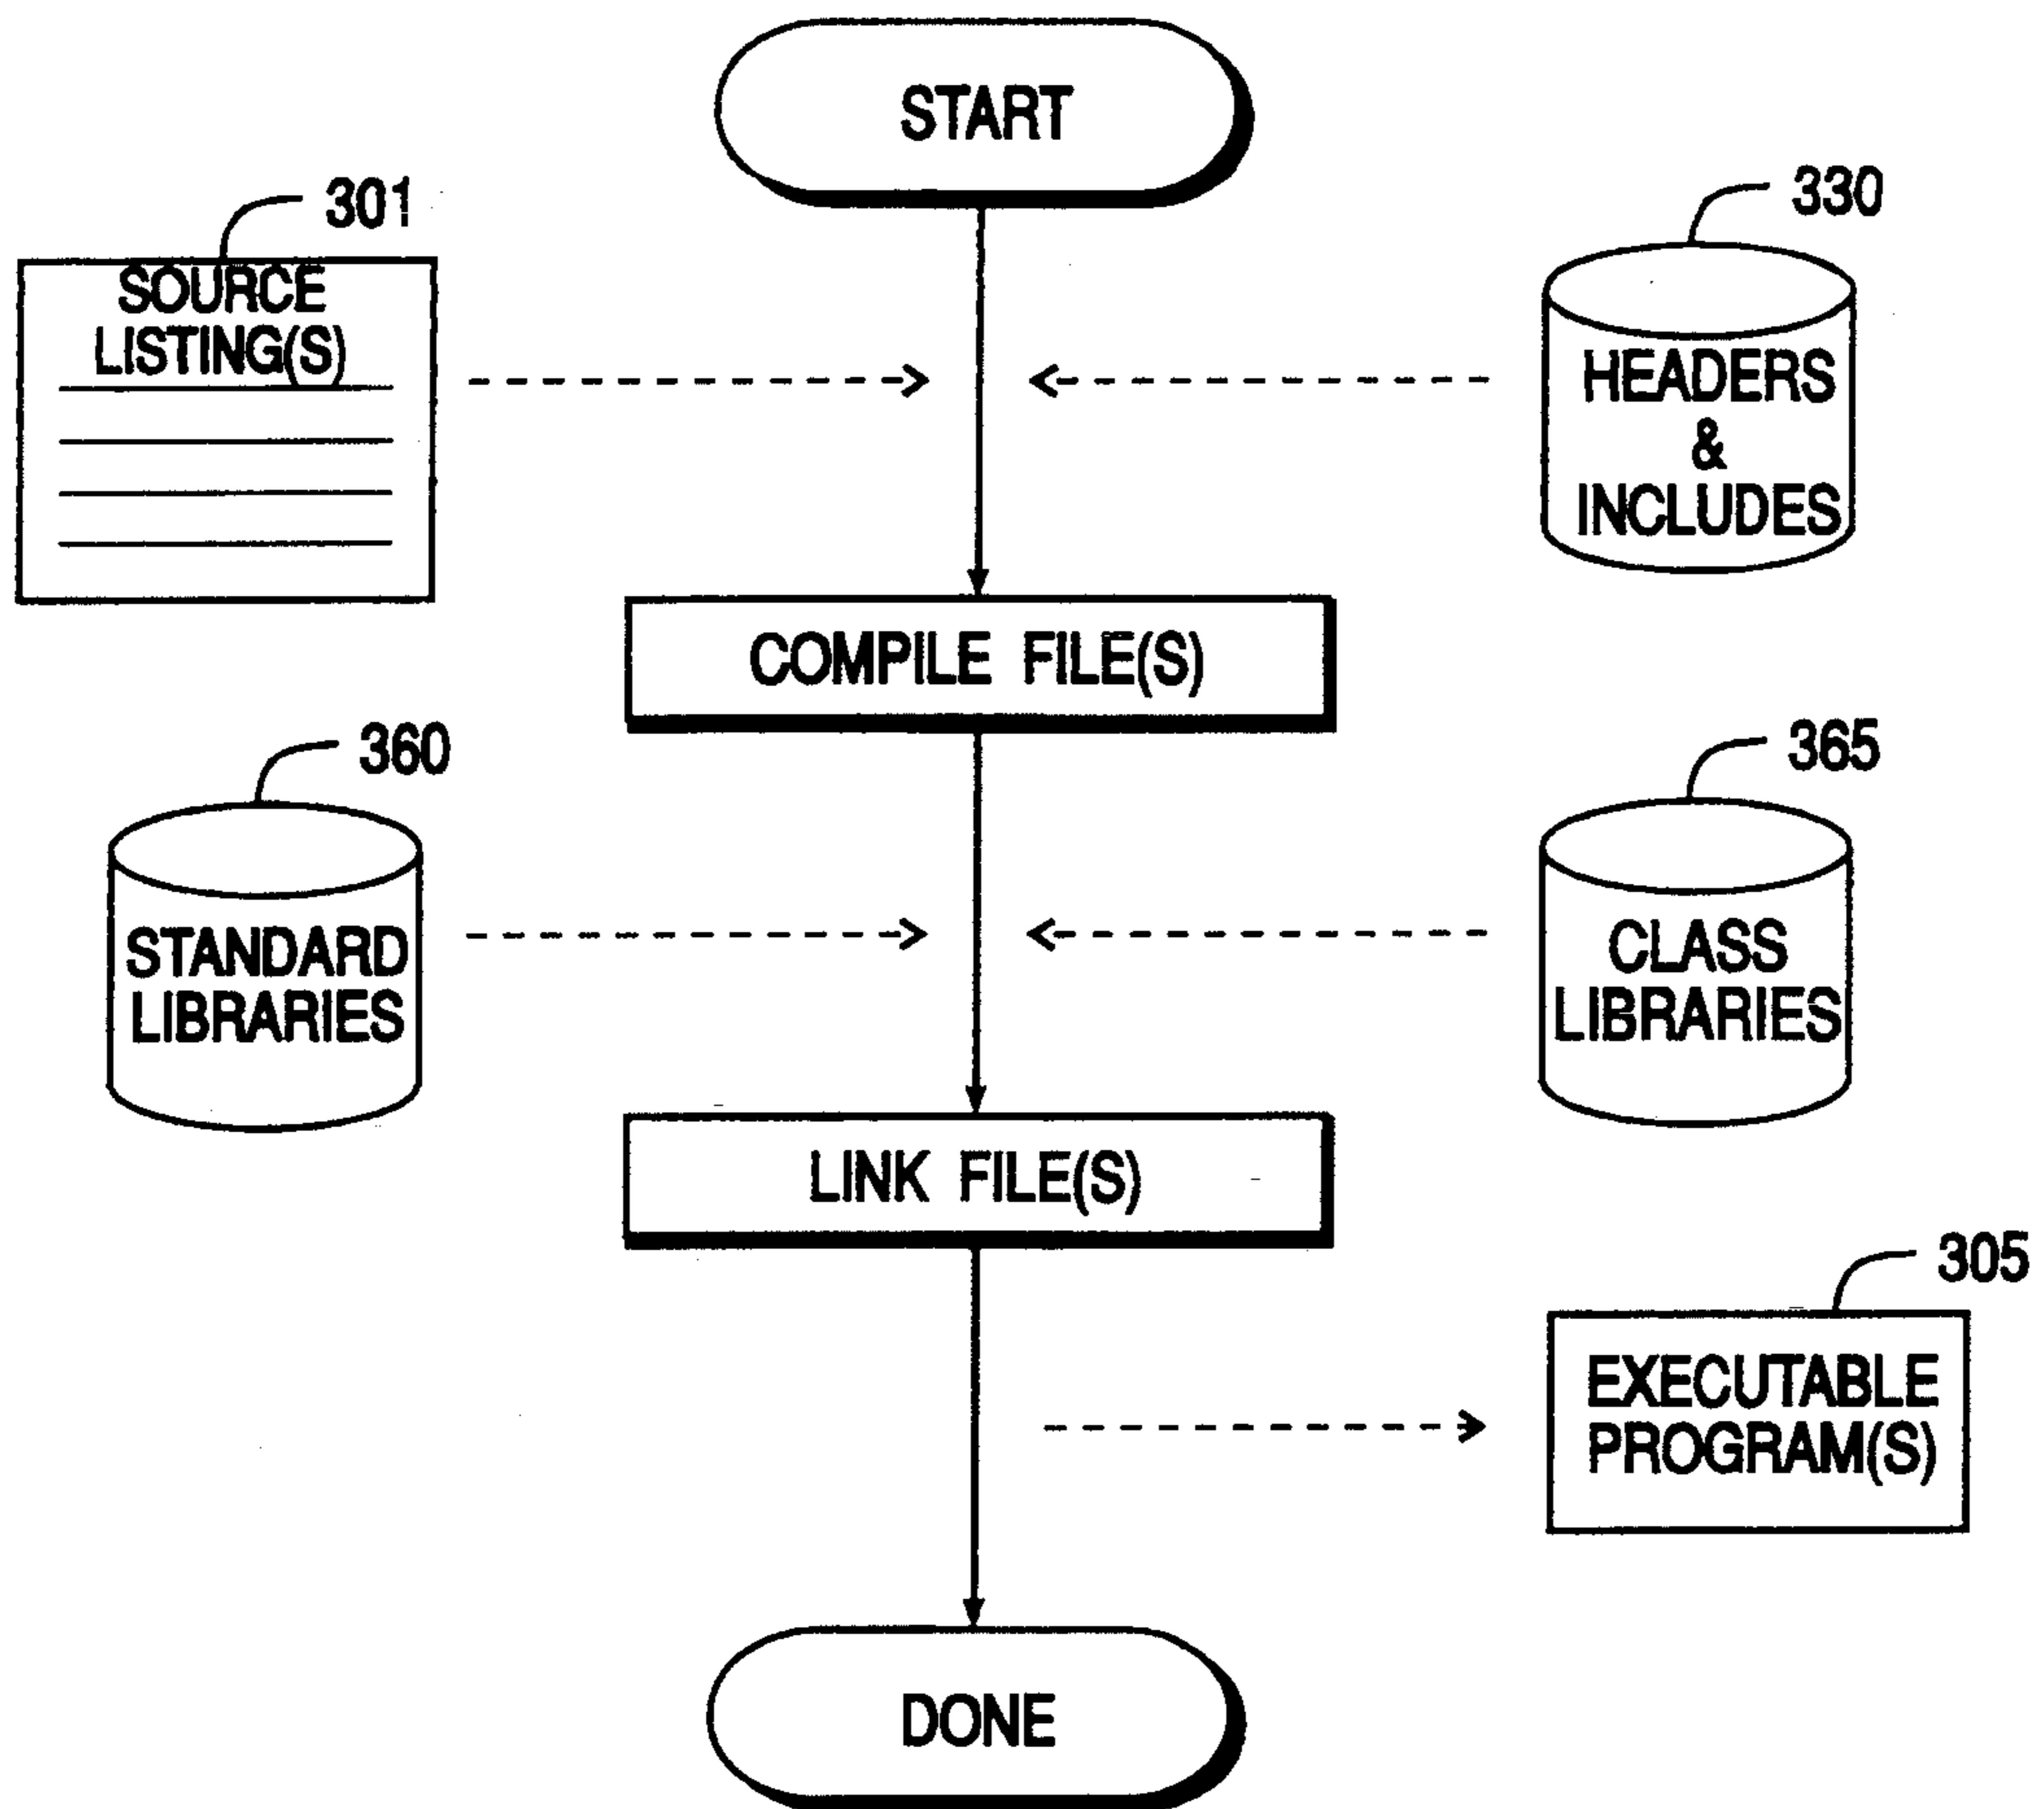 START
301
SOURCE
LISTING(S)
330
HEADERS
&
INCLUDES
COMPILE FILE(S)
360
STANDARD
LIBRARIES
365
CLASS
LIBRARIES
LINK FILE(S)
305
EXECUTABLE
PROGRAM(S)
DONE